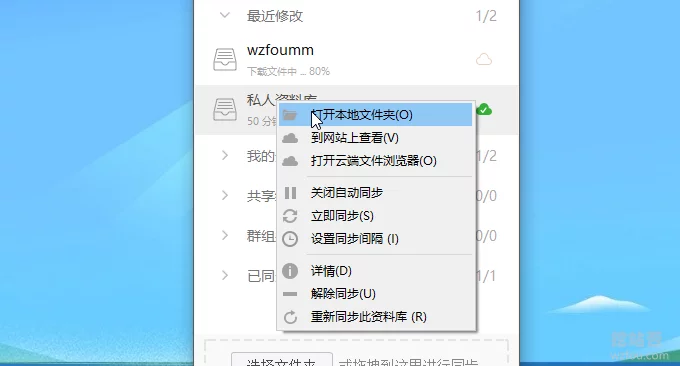 最近修改 1/2
wzfoumm
下载文件中 ... 80%
私人资料库
50 分钟
打开本地文件夹(O)
到网站上查看(V)
我的 1/2
打开云端文件浏览器(O)
关闭自动同步
共享 0/0
立即同步(S)
群组 0/0
设置同步间隔 (I)
已同 1/1
详情(D)
解除同步(U)
重新同步此资料库 (R)
选择文件夹 或拖拽到这里进行同步